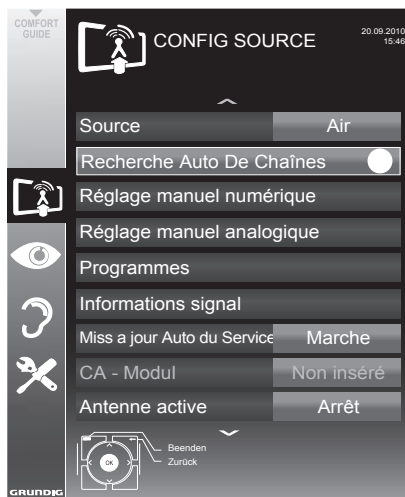 COMFORT
GUIDE
CONFIG SOURCE
20.09.2010
15:46
Source
Air
Recherche Auto De Chaînes
Réglage manuel numérique
Réglage manuel analogique
Programmes
Informations signal
Miss a jour Auto du Service
Marche
CA - Modul
Non inséré
Antenne active
Arrêt
OK
Beenden
Zurück
GRUNDIG